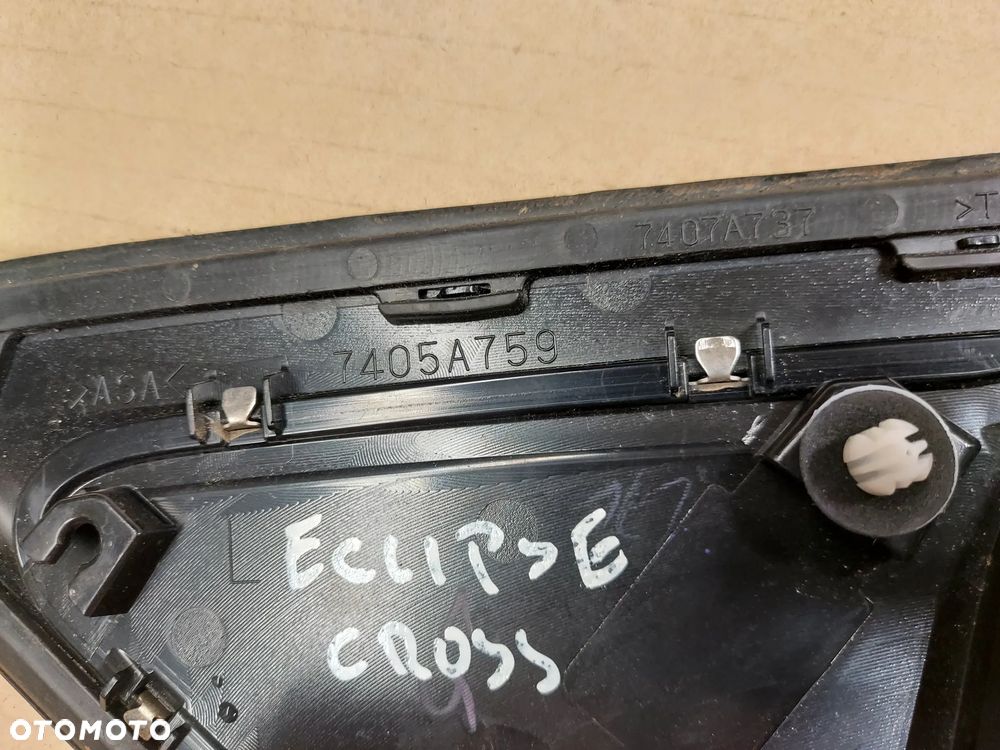 7407A737
>T
7405A759
>ASA<
ECLIPSE
CROSS
OTOMOTO